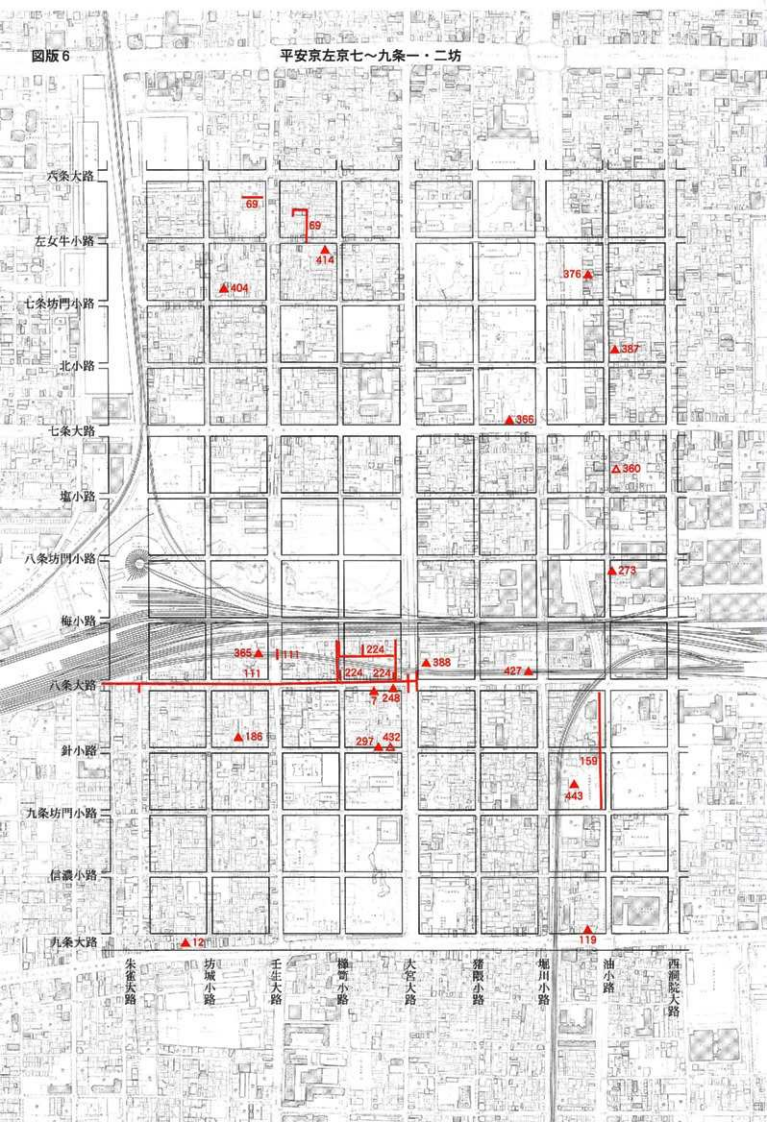 図版 6
平安京左京七～九条一・二坊
六条大路
69
69
左女牛小路
414
376
404
七条坊門小路
387
北小路
366
七条大路
360
塩小路
八条坊門小路
273
梅小路
365
111
224
388
111
224
224
427
八条大路
7
248
186
297
432
針小路
159
443
九条坊門小路
信濃小路
119
九条大路
12
朱雀大路
坊城小路
壬生大路
櫛笥小路
大宮大路
猪隈小路
堀川小路
油小路
西洞院大路